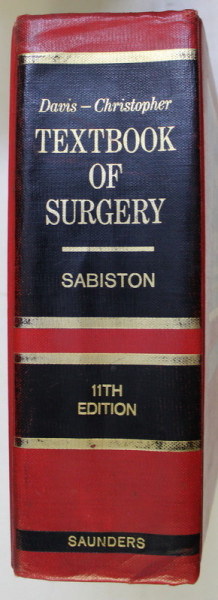 Davis – Christopher
TEXTBOOK
OF
SURGERY
SABISTON
11TH
EDITION
SAUNDERS